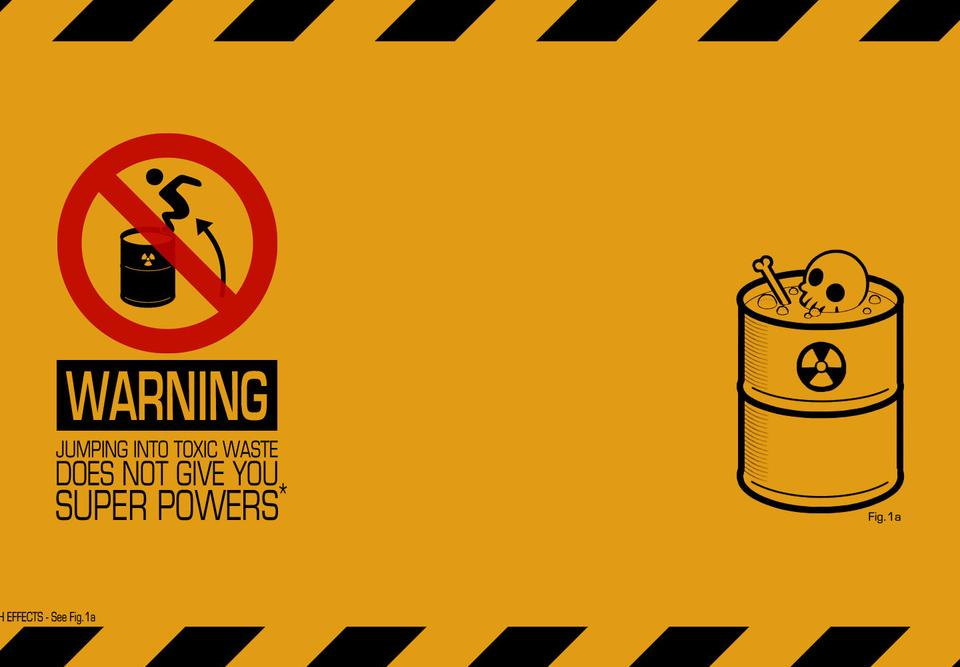 WARNING
JUMPING INTO TOXIC WASTE
DOES NOT GIVE YOU
SUPER POWERS*
Fig. 1a
EFFECTS - See Fig. 1a